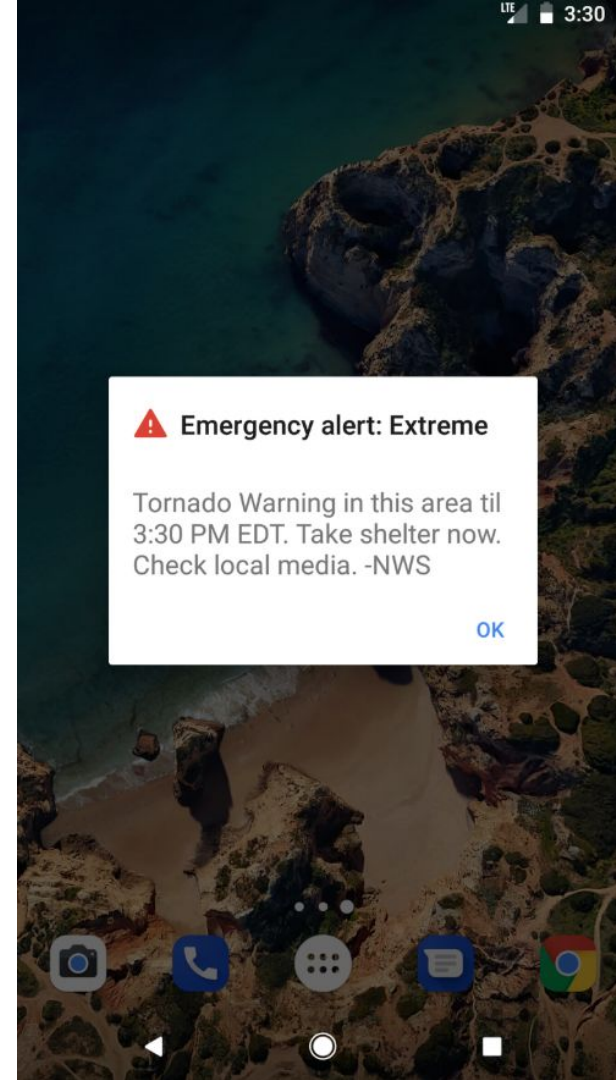 LTE 3:30
Emergency alert: Extreme
Tornado Warning in this area til
3:30 PM EDT. Take shelter now.
Check local media. -NWS
OK